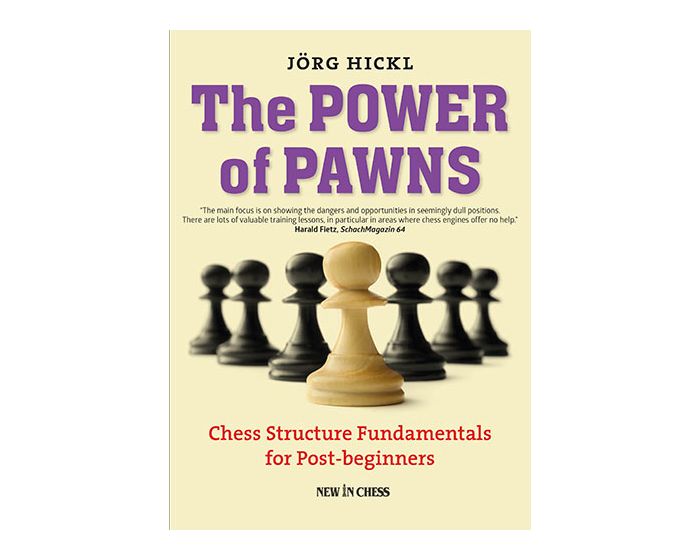 JÖRG HICKL
The POWER
of PAWNS
"The main focus is on showing the dangers and opportunities in seemingly dull positions.
There are lots of valuable training lessons, in particular in areas where chess engines offer no help."
Harald Fietz, SchachMagazin 64
Chess Structure Fundamentals
for Post-beginners
NEW IN CHESS